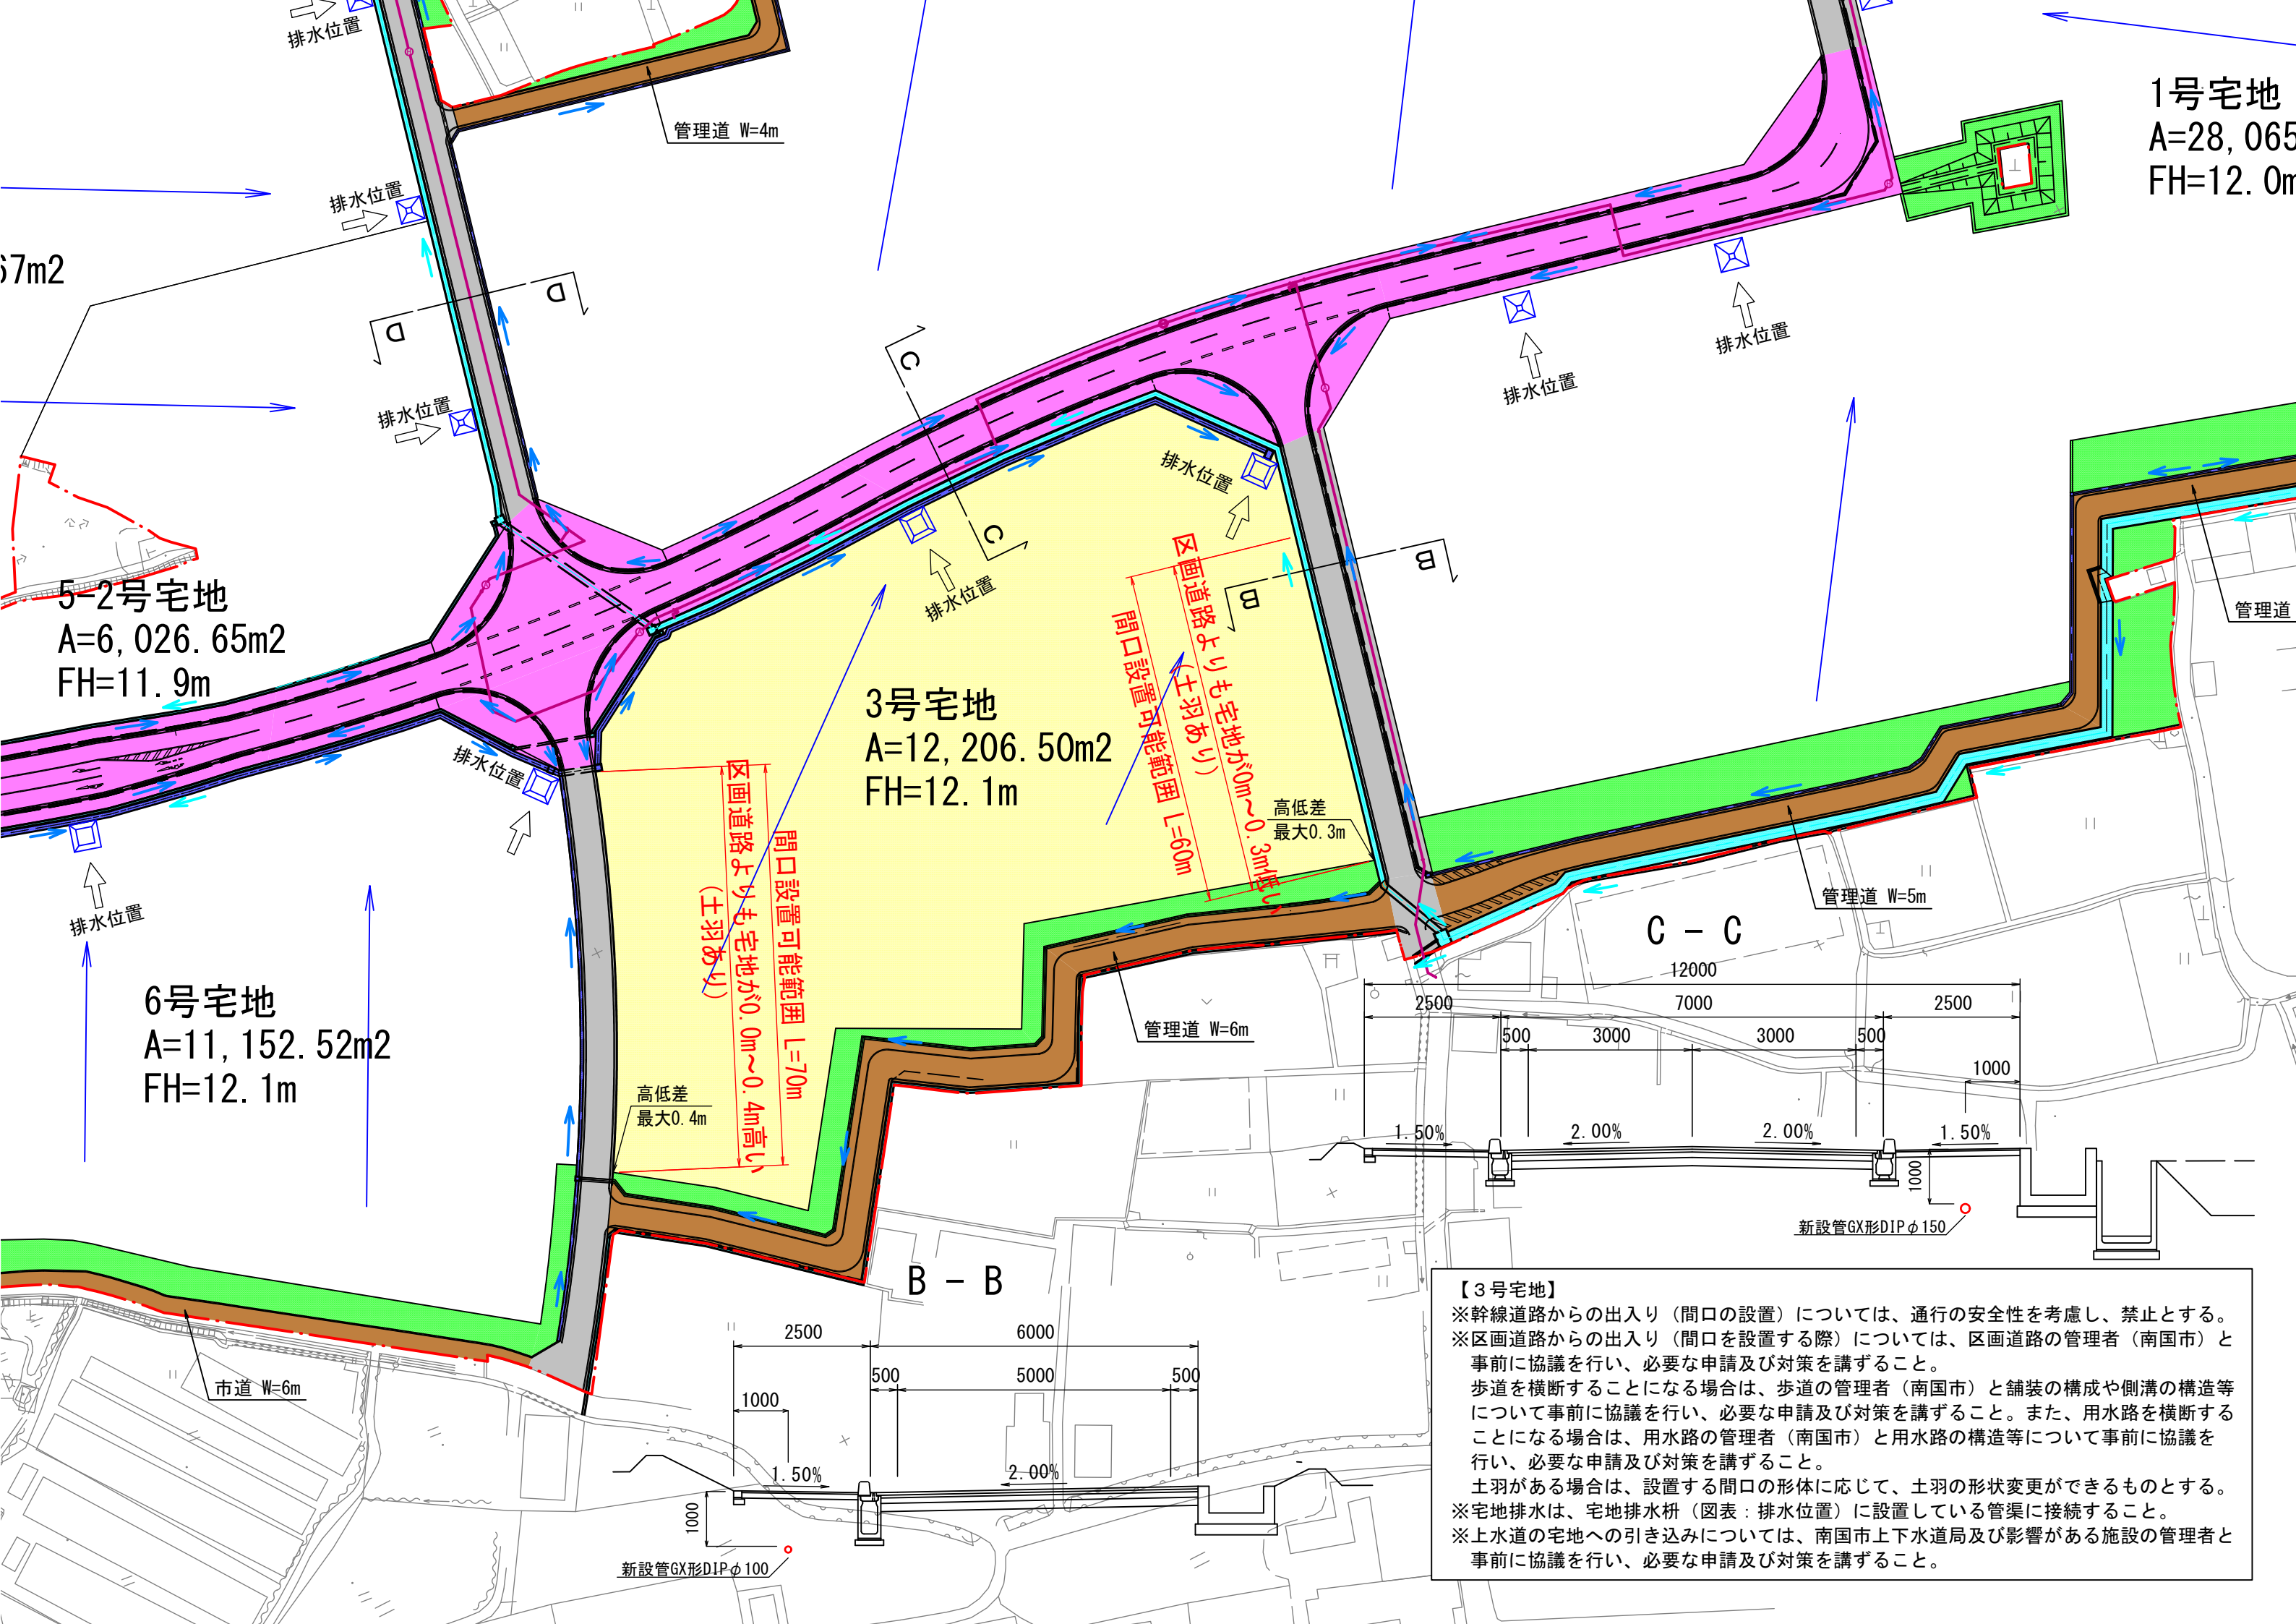 排水位置
管理道 W=4m
1号宅地
A=28,065
FH=12.0m
排水位置
67m2
D
D
排水位置
C
C
排水位置
排水位置
排水位置
排水位置
B
B
管理道
5-2号宅地
A=6,026.65m2
FH=11.9m
排水位置
排水位置
3号宅地
A=12,206.50m2
FH=12.1m
区画道路よりも宅地が0m～0.3m低い
(土羽あり)
間口設置可能範囲 L=60m
高低差
最大0.3m
区画道路よりも宅地が0.0m～0.4m高い
(土羽あり)
間口設置可能範囲 L=70m
高低差
最大0.4m
排水位置
6号宅地
A=11,152.52m2
FH=12.1m
管理道 W=5m
管理道 W=6m
市道 W=6m
C - C
12000
2500
7000
2500
500
3000
3000
500
1000
1.50%
2.00%
2.00%
1.50%
1000
新設管GX形DIPφ150
B - B
2500
6000
500
5000
500
1000
1.50%
2.00%
1000
新設管GX形DIPφ100
【３号宅地】
※幹線道路からの出入り（間口の設置）については、通行の安全性を考慮し、禁止とする。
※区画道路からの出入り（間口を設置する際）については、区画道路の管理者（南国市）と
事前に協議を行い、必要な申請及び対策を講ずること。
歩道を横断することになる場合は、歩道の管理者（南国市）と舗装の構成や側溝の構造等
について事前に協議を行い、必要な申請及び対策を講ずること。また、用水路を横断する
ことになる場合は、用水路の管理者（南国市）と用水路の構造等について事前に協議を
行い、必要な申請及び対策を講ずること。
土羽がある場合は、設置する間口の形体に応じて、土羽の形状変更ができるものとする。
※宅地排水は、宅地排水枡（図表：排水位置）に設置している管渠に接続すること。
※上水道の宅地への引き込みについては、南国市上下水道局及び影響がある施設の管理者と
事前に協議を行い、必要な申請及び対策を講ずること。